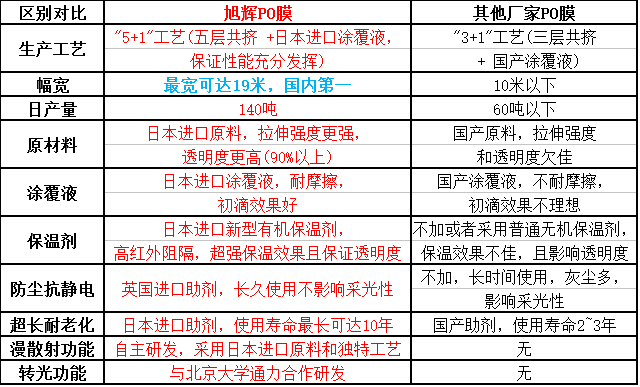 区别对比 旭辉PO膜 其他厂家PO膜
生产工艺 "5+1"工艺(五层共挤 +日本进口涂覆液,保证性能充分发挥) "3+1"工艺(三层共挤 + 国产涂覆液)
幅宽 最宽可达19米，国内第一 10米以下
日产量 140吨 60吨以下
原材料 日本进口原料，拉伸强度更强，透明度更高(90%以上) 国产原料，拉伸强度和透明度欠佳
涂覆液 日本进口涂覆液，耐摩擦，初滴效果好 国产涂覆液，不耐摩擦，初滴效果不理想
保温剂 日本进口新型有机保温剂，高红外阻隔，超强保温效果且保证透明度 不加或者采用普通无机保温剂，保温效果不佳，且影响透明度
防尘抗静电 英国进口助剂，长久使用不影响采光性 不加，长时间使用，灰尘多，影响采光性
超长耐老化 日本进口助剂，使用寿命最长可达10年 国产助剂，使用寿命2~3年
漫散射功能 自主研发，采用日本进口原料和独特工艺 无
转光功能 与北京大学通力合作研发 无